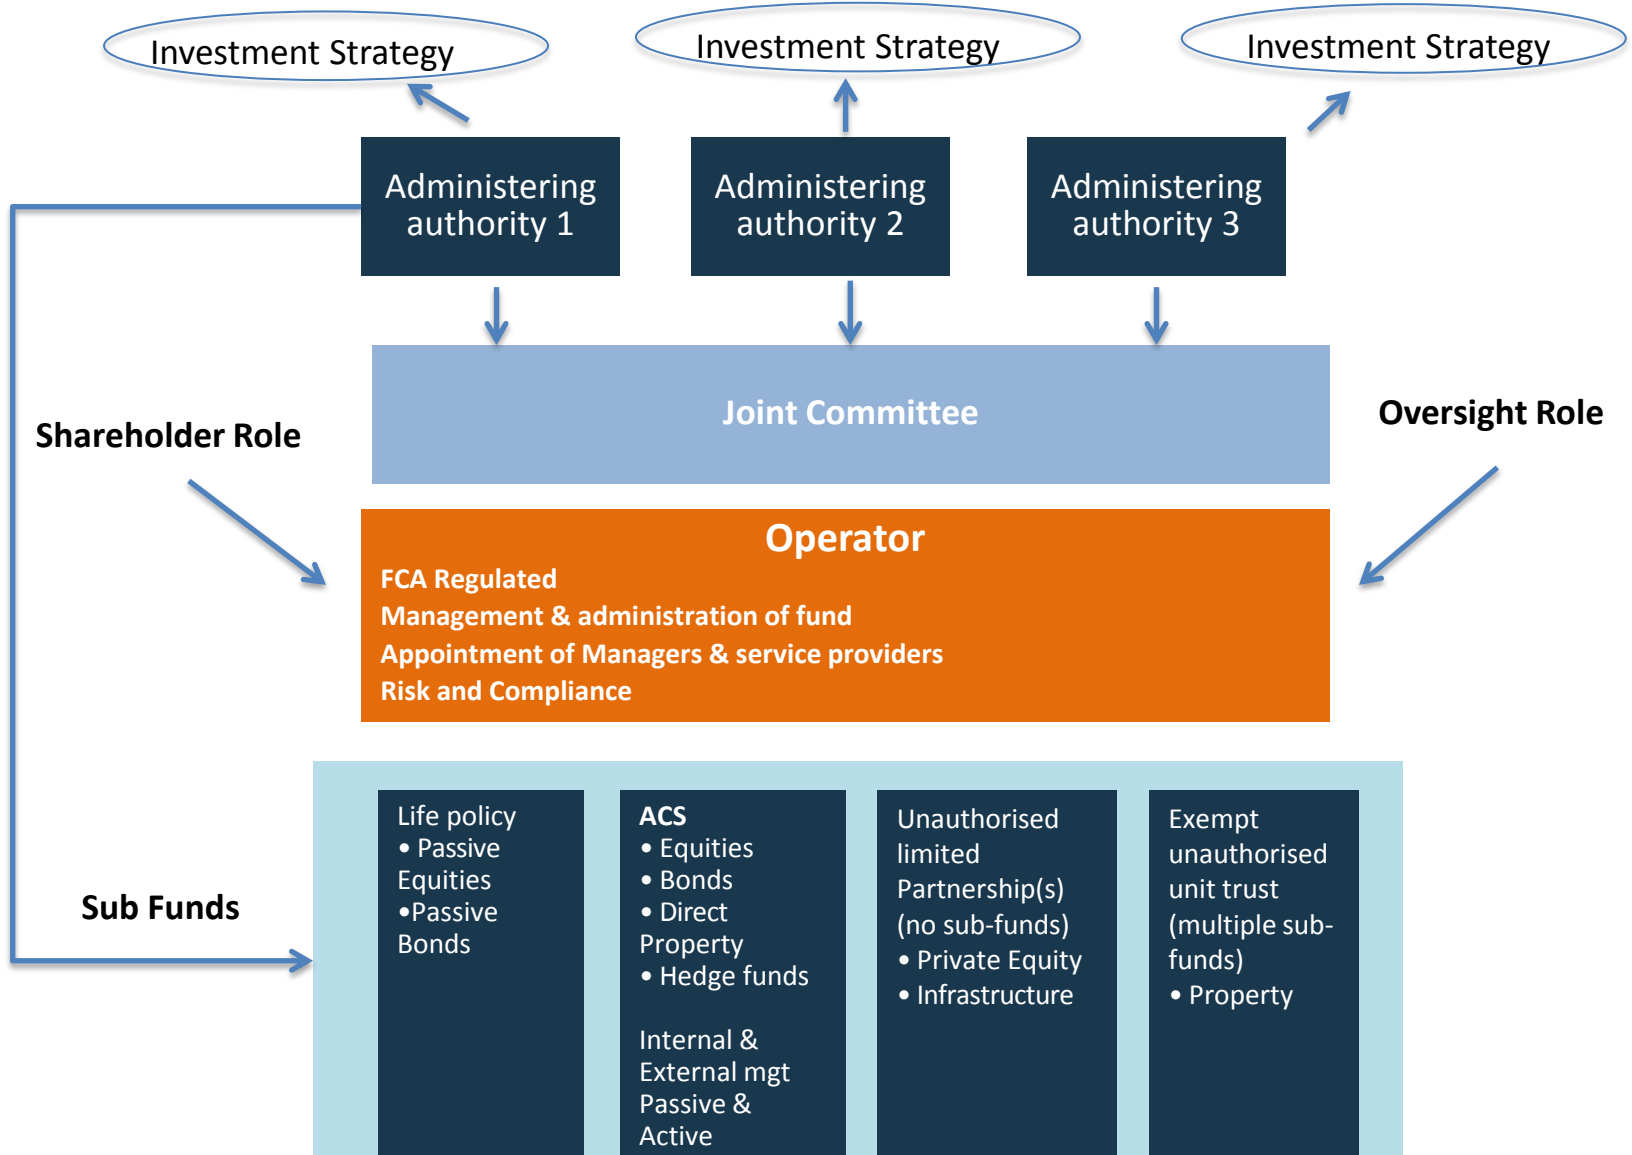 Investment Strategy
Investment Strategy
Investment Strategy
Administering
authority 1
Administering
authority 2
Administering
authority 3
Joint Committee
Shareholder Role
Oversight Role
Operator
FCA Regulated
Management & administration of fund
Appointment of Managers & service providers
Risk and Compliance
Sub Funds
Life policy
• Passive
Equities
•Passive
Bonds
ACS
• Equities
• Bonds
• Direct
Property
• Hedge funds
Internal &
External mgt
Passive &
Active
Unauthorised
limited
Partnership(s)
(no sub-funds)
• Private Equity
• Infrastructure
Exempt
unauthorised
unit trust
(multiple sub-
funds)
• Property